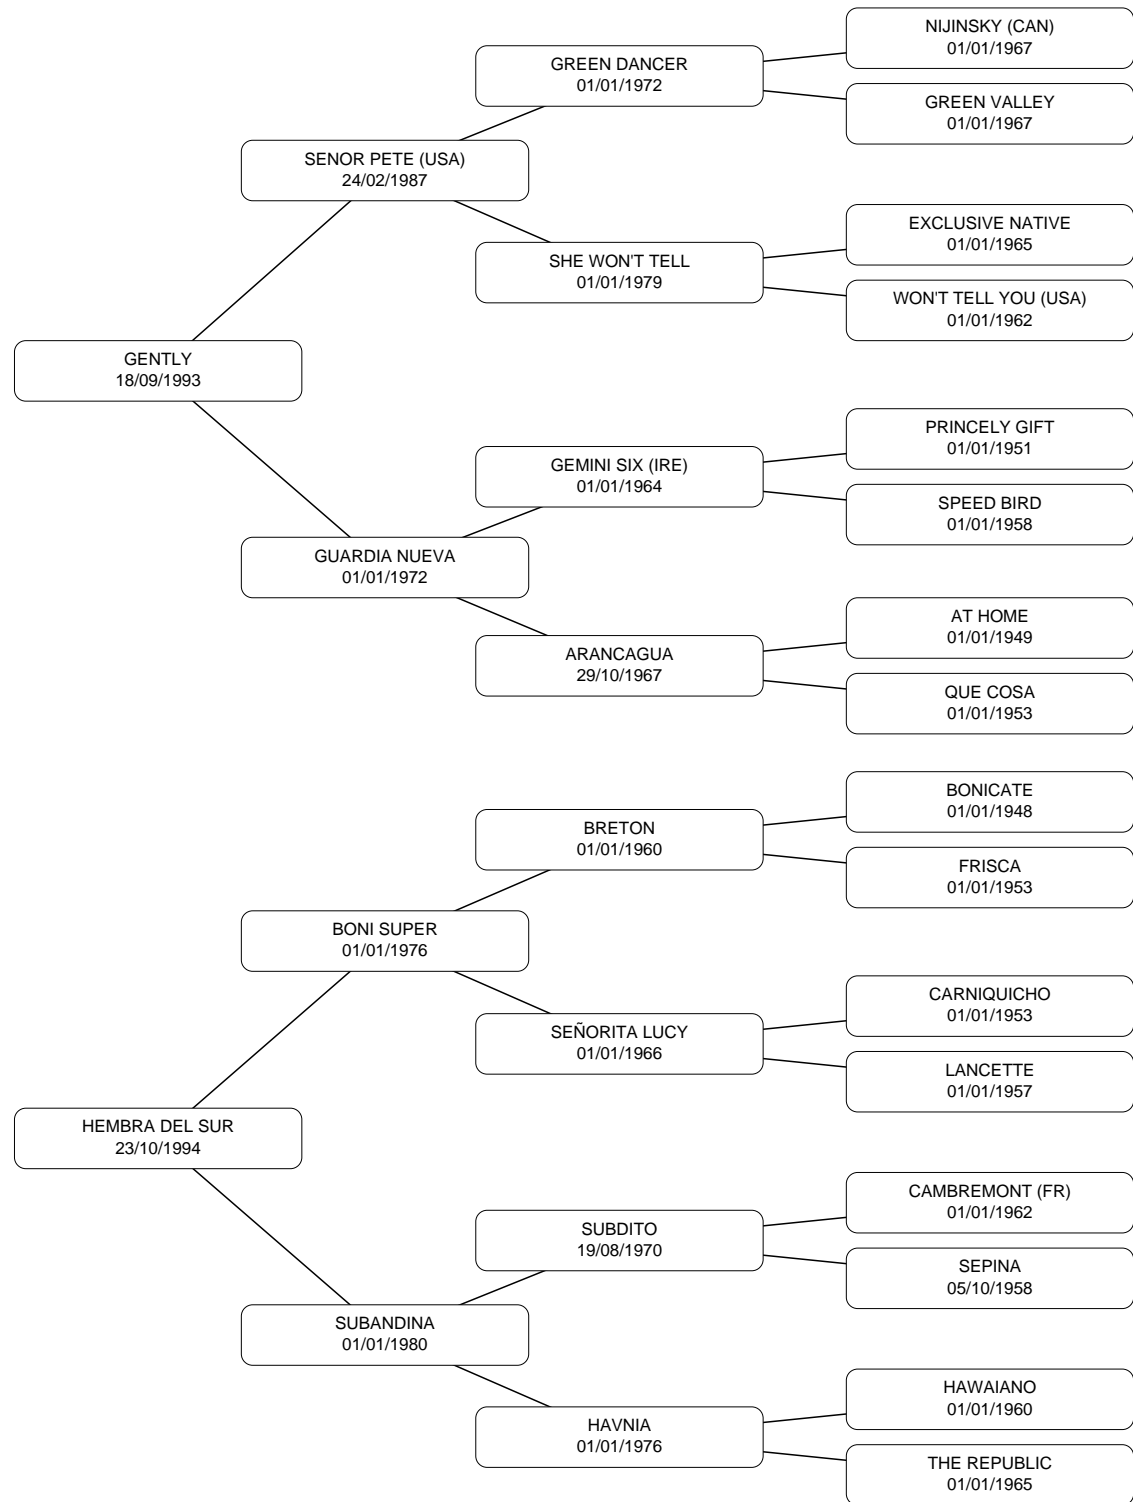 NIJINSKY (CAN)
01/01/1967
GREEN DANCER
01/01/1972
GREEN VALLEY
01/01/1967
SENOR PETE (USA)
24/02/1987
EXCLUSIVE NATIVE
01/01/1965
SHE WON'T TELL
01/01/1979
WON'T TELL YOU (USA)
01/01/1962
GENTLY
18/09/1993
PRINCELY GIFT
01/01/1951
GEMINI SIX (IRE)
01/01/1964
SPEED BIRD
01/01/1958
GUARDIA NUEVA
01/01/1972
AT HOME
01/01/1949
ARANCAGUA
29/10/1967
QUE COSA
01/01/1953
BONICATE
01/01/1948
BRETON
01/01/1960
FRISCA
01/01/1953
BONI SUPER
01/01/1976
CARNIQUICHO
01/01/1953
SEÑORITA LUCY
01/01/1966
LANCETTE
01/01/1957
HEMBRA DEL SUR
23/10/1994
CAMBREMONT (FR)
01/01/1962
SUBDITO
19/08/1970
SEPINA
05/10/1958
SUBANDINA
01/01/1980
HAWAIANO
01/01/1960
HAVNIA
01/01/1976
THE REPUBLIC
01/01/1965